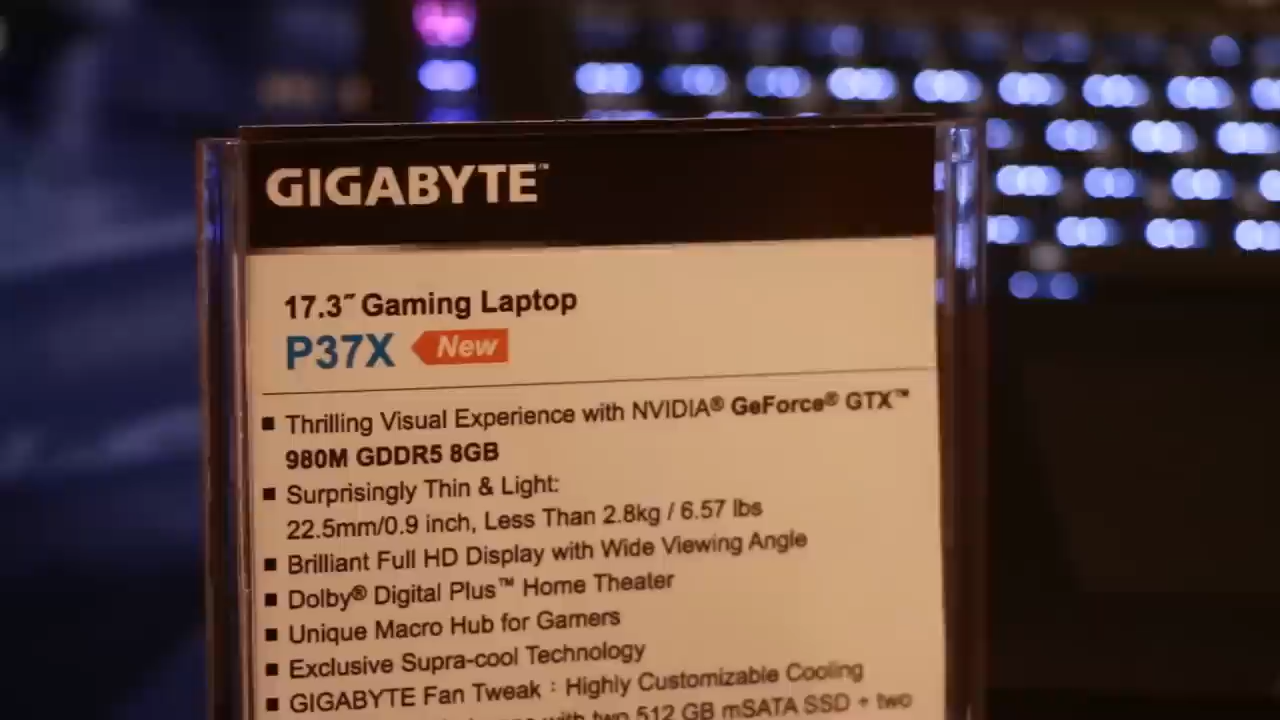 GIGABYTE™
17.3″ Gaming Laptop
P37X New
■ Thrilling Visual Experience with NVIDIA® GeForce® GTX™
980M GDDR5 8GB
■ Surprisingly Thin & Light:
22.5mm/0.9 inch, Less Than 2.8kg / 6.57 lbs
■ Brilliant Full HD Display with Wide Viewing Angle
■ Dolby® Digital Plus™ Home Theater
■ Unique Macro Hub for Gamers
■ Exclusive Supra-cool Technology
■ GIGABYTE Fan Tweak : Highly Customizable Cooling
with two 512 GB mSATA SSD + two